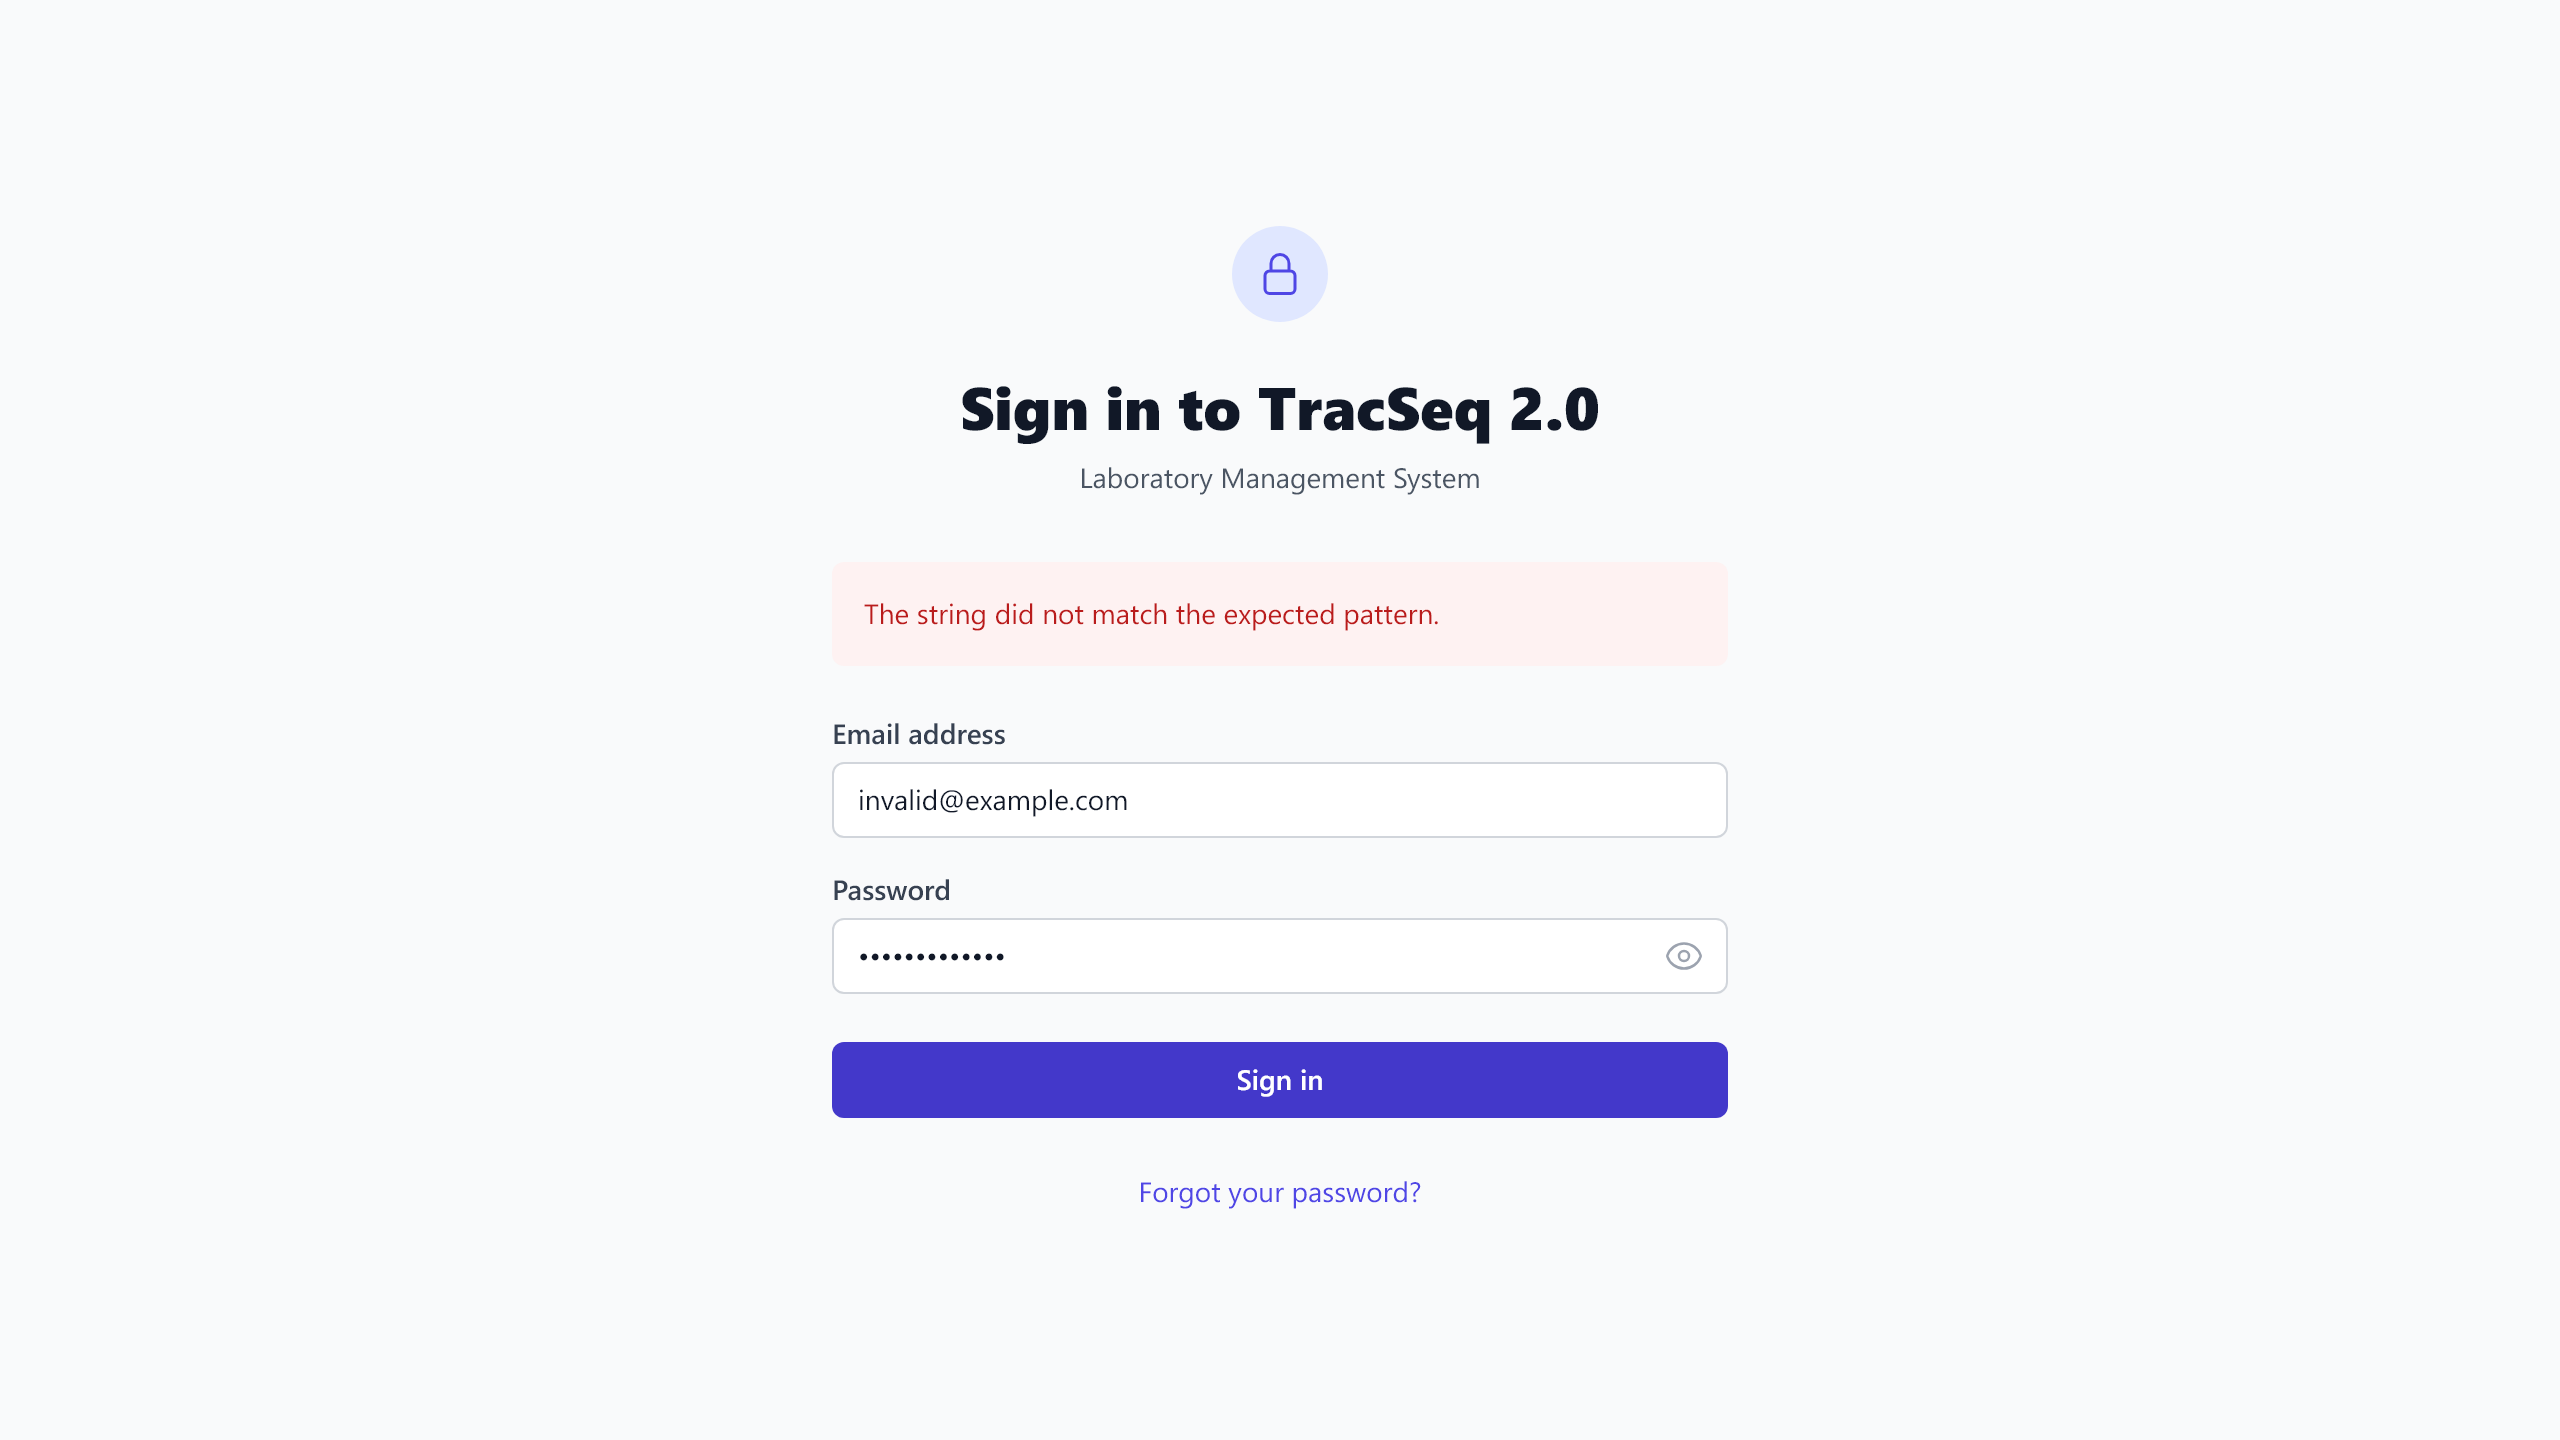 Sign in to TracSeq 2.0
Laboratory Management System
The string did not match the expected pattern.
Email address
invalid@example.com
Password
•••••••••••••
Sign in
Forgot your password?